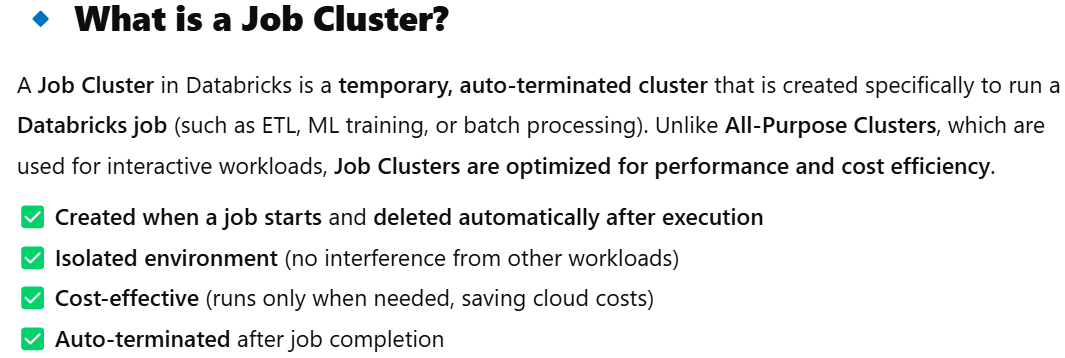 What is a Job Cluster?
A Job Cluster in Databricks is a temporary, auto-terminated cluster that is created specifically to run a
Databricks job (such as ETL, ML training, or batch processing). Unlike All-Purpose Clusters, which are
used for interactive workloads, Job Clusters are optimized for performance and cost efficiency.
Created when a job starts and deleted automatically after execution
Isolated environment (no interference from other workloads)
Cost-effective (runs only when needed, saving cloud costs)
Auto-terminated after job completion